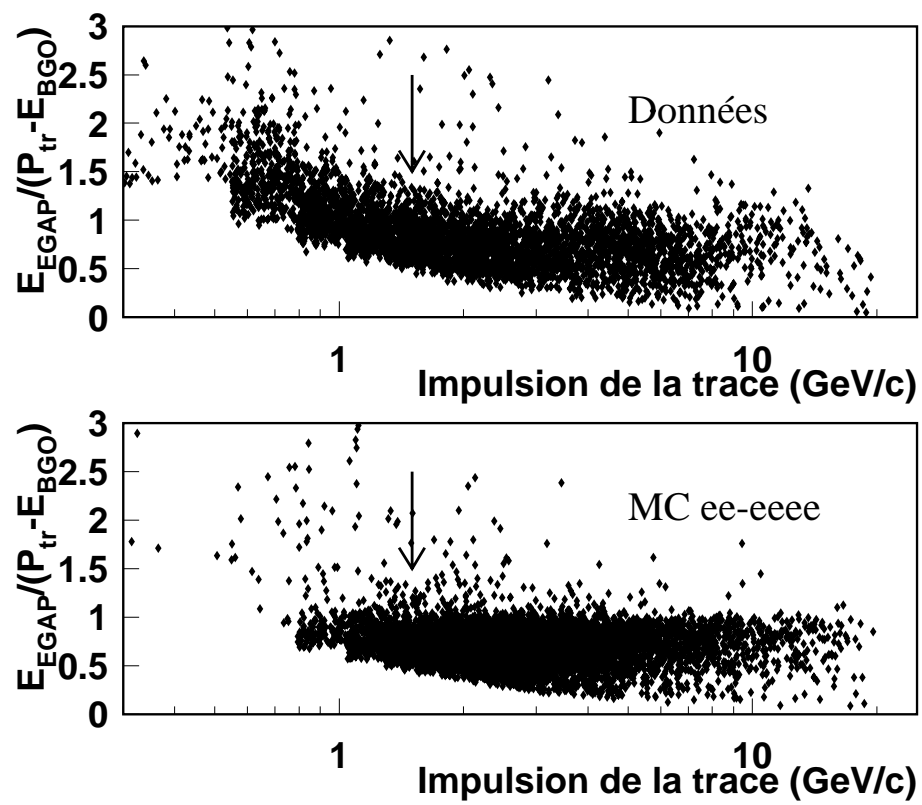 E_EGAP/(P_tr-E_BGO)
3
2.5
2
1.5
1
0.5
0
Données
1 10
Impulsion de la trace (GeV/c)
E_EGAP/(P_tr-E_BGO)
3
2.5
2
1.5
1
0.5
0
MC ee-eeee
1 10
Impulsion de la trace (GeV/c)